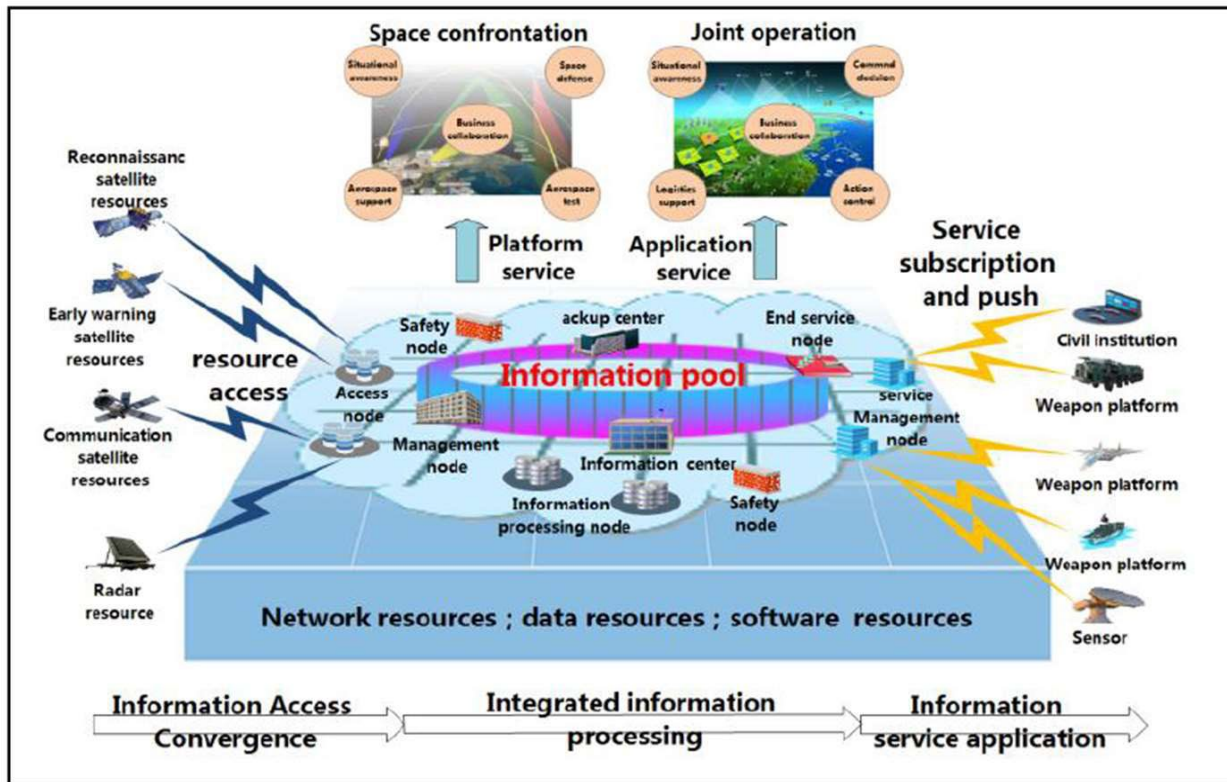 Space confrontation
Joint operation
Situational
awareness
Space
defense
Business
collaboration
Aerospace
support
Aerospace
test
Situational
awareness
Commnd
decision
Business
collaboration
Logistics
support
Action
control
Reconnaissanc
satellite
resources
Early warning
satellite
resources
Communication
satellite
resources
Radar
resource
resource
access
Platform
service
Application
service
Service
subscription
and push
Safety
node
ackup center
End service
node
Information pool
Access
node
service
Management
node
Management
node
Information center
Information
processing node
Safety
node
Civil institution
Weapon platform
Weapon platform
Weapon platform
Sensor
Network resources ; data resources ; software resources
Information Access
Convergence
Integrated information
processing
Information
service application